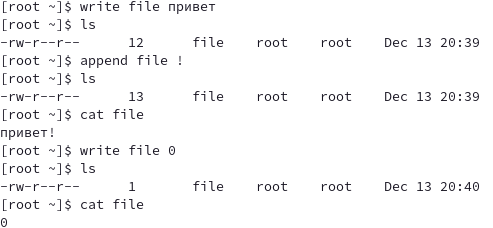 [root ~]$ write file привет
[root ~]$ ls
-rw-r--r--      12      file    root    root    Dec 13 20:39
[root ~]$ append file !
[root ~]$ ls
-rw-r--r--      13      file    root    root    Dec 13 20:39
[root ~]$ cat file
привет!
[root ~]$ write file 0
[root ~]$ ls
-rw-r--r--      1       file    root    root    Dec 13 20:40
[root ~]$ cat file
0